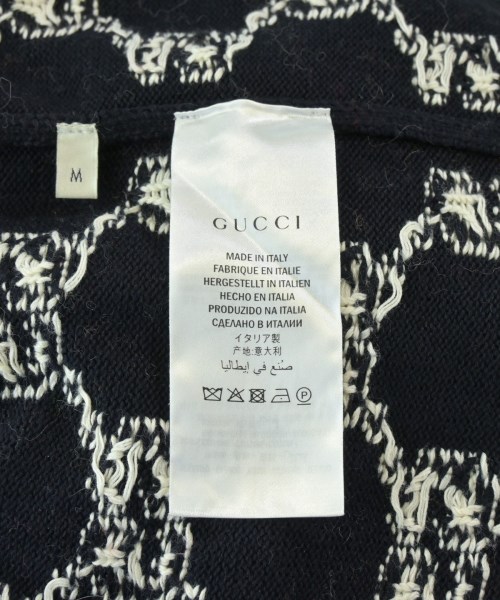 M
GUCCI
MADE IN ITALY
FABRIQUE EN ITALIE
HERGESTELLT IN ITALIEN
HECHO EN ITALIA
PRODUZIDO NA ITALIA
СДЕЛАНО В ИТАЛИИ
イタリア製
产地:意大利
صنع في إيطاليا
P